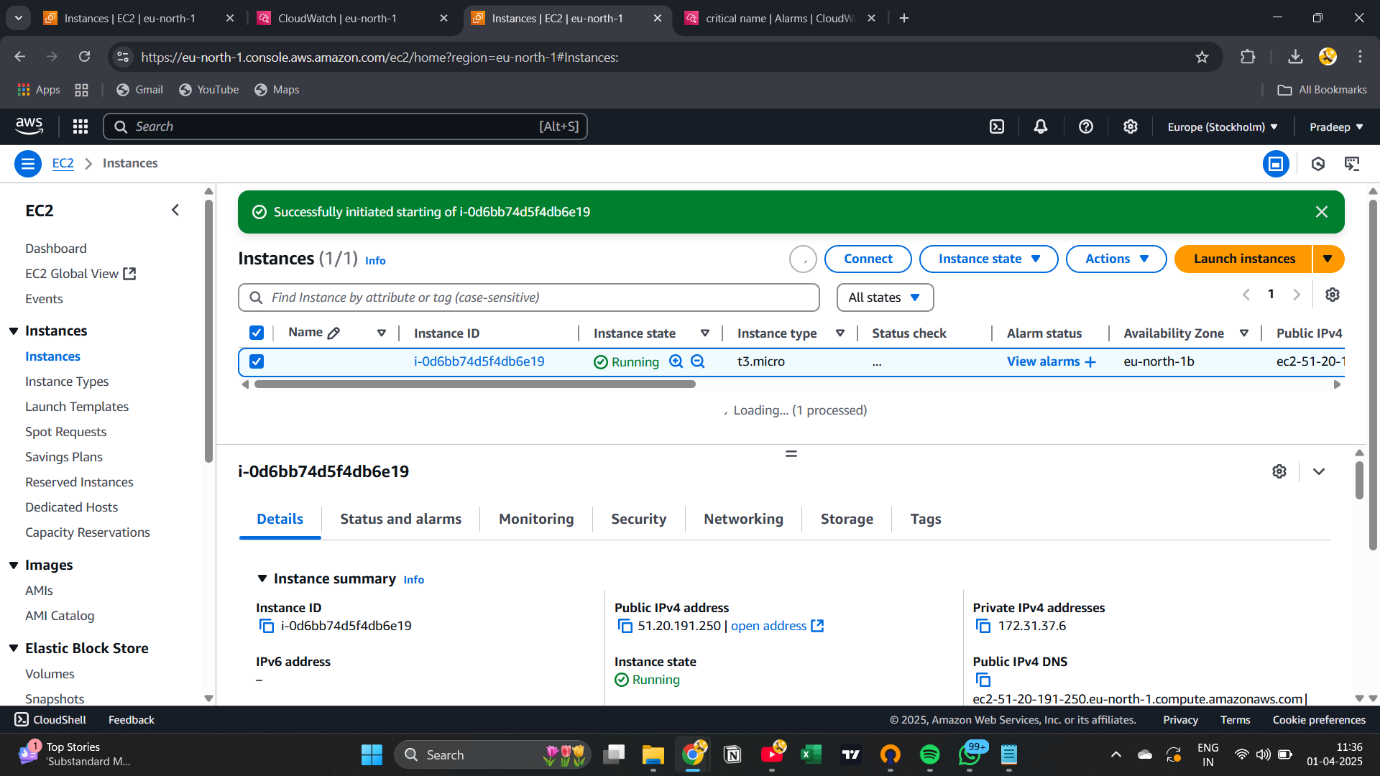 Instances | EC2 | eu-north-1
CloudWatch | eu-north-1
Instances | EC2 | eu-north-1
critical name | Alarms | CloudW
https://eu-north-1.console.aws.amazon.com/ec2/home?region=eu-north-1#Instances:
Apps
Gmail
YouTube
Maps
All Bookmarks
aws
Search
[Alt+S]
Europe (Stockholm)
Pradeep
EC2
Instances
EC2
Dashboard
EC2 Global View
Events
Instances
Instances
Instance Types
Launch Templates
Spot Requests
Savings Plans
Reserved Instances
Dedicated Hosts
Capacity Reservations
Images
AMIs
AMI Catalog
Elastic Block Store
Volumes
Snapshots
Successfully initiated starting of i-0d6bb74d5f4db6e19
Instances (1/1) Info
Connect
Instance state
Actions
Launch instances
Find Instance by attribute or tag (case-sensitive)
All states
1
Name
Instance ID
Instance state
Instance type
Status check
Alarm status
Availability Zone
Public IPv4
i-0d6bb74d5f4db6e19
Running
t3.micro
...
View alarms +
eu-north-1b
ec2-51-20-1
Loading... (1 processed)
i-0d6bb74d5f4db6e19
Details
Status and alarms
Monitoring
Security
Networking
Storage
Tags
Instance summary Info
Instance ID
i-0d6bb74d5f4db6e19
Public IPv4 address
51.20.191.250 | open address
Private IPv4 addresses
172.31.37.6
IPv6 address
–
Instance state
Running
Public IPv4 DNS
ec2-51-20-191-250.eu-north-1.compute.amazonaws.com |
CloudShell
Feedback
© 2025, Amazon Web Services, Inc. or its affiliates.
Privacy
Terms
Cookie preferences
1
Top Stories
'Substandard M...
Search
99+
ENG
IN
11:36
01-04-2025